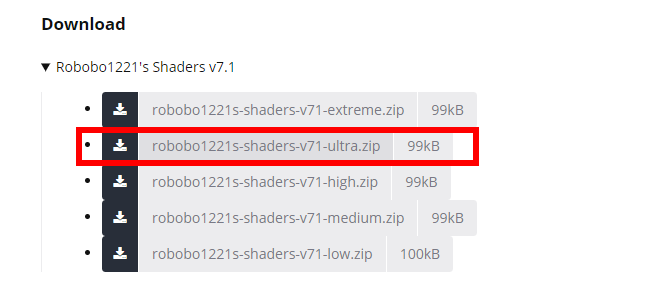 Download
▼ Robobo1221's Shaders v7.1
robobo1221s-shaders-v71-extreme.zip 99kB
robobo1221s-shaders-v71-ultra.zip 99kB
robobo1221s-shaders-v71-high.zip 99kB
robobo1221s-shaders-v71-medium.zip 99kB
robobo1221s-shaders-v71-low.zip 100kB